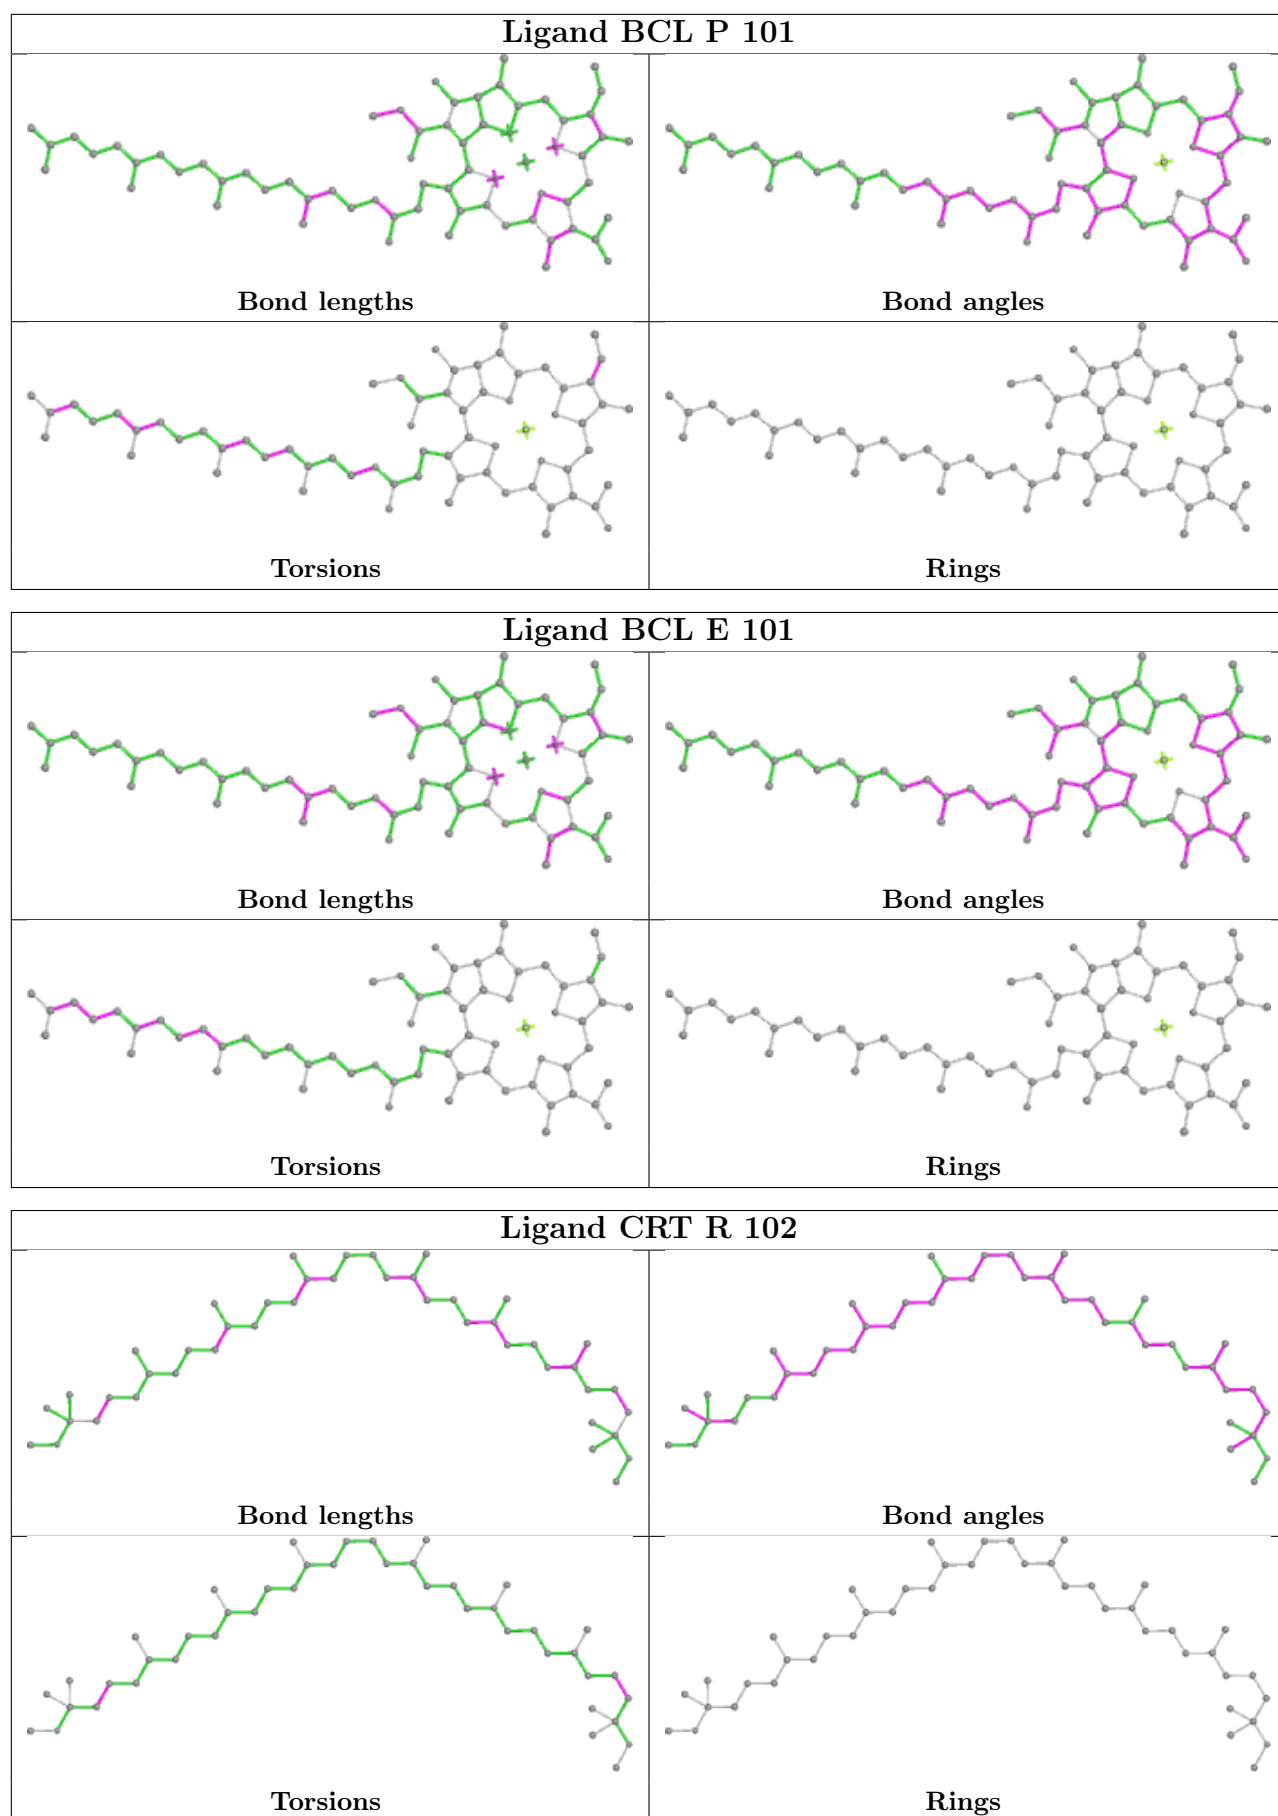 Ligand BCL P 101
Bond lengths
Bond angles
Torsions
Rings
Ligand BCL E 101
Bond lengths
Bond angles
Torsions
Rings
Ligand CRT R 102
Bond lengths
Bond angles
Torsions
Rings